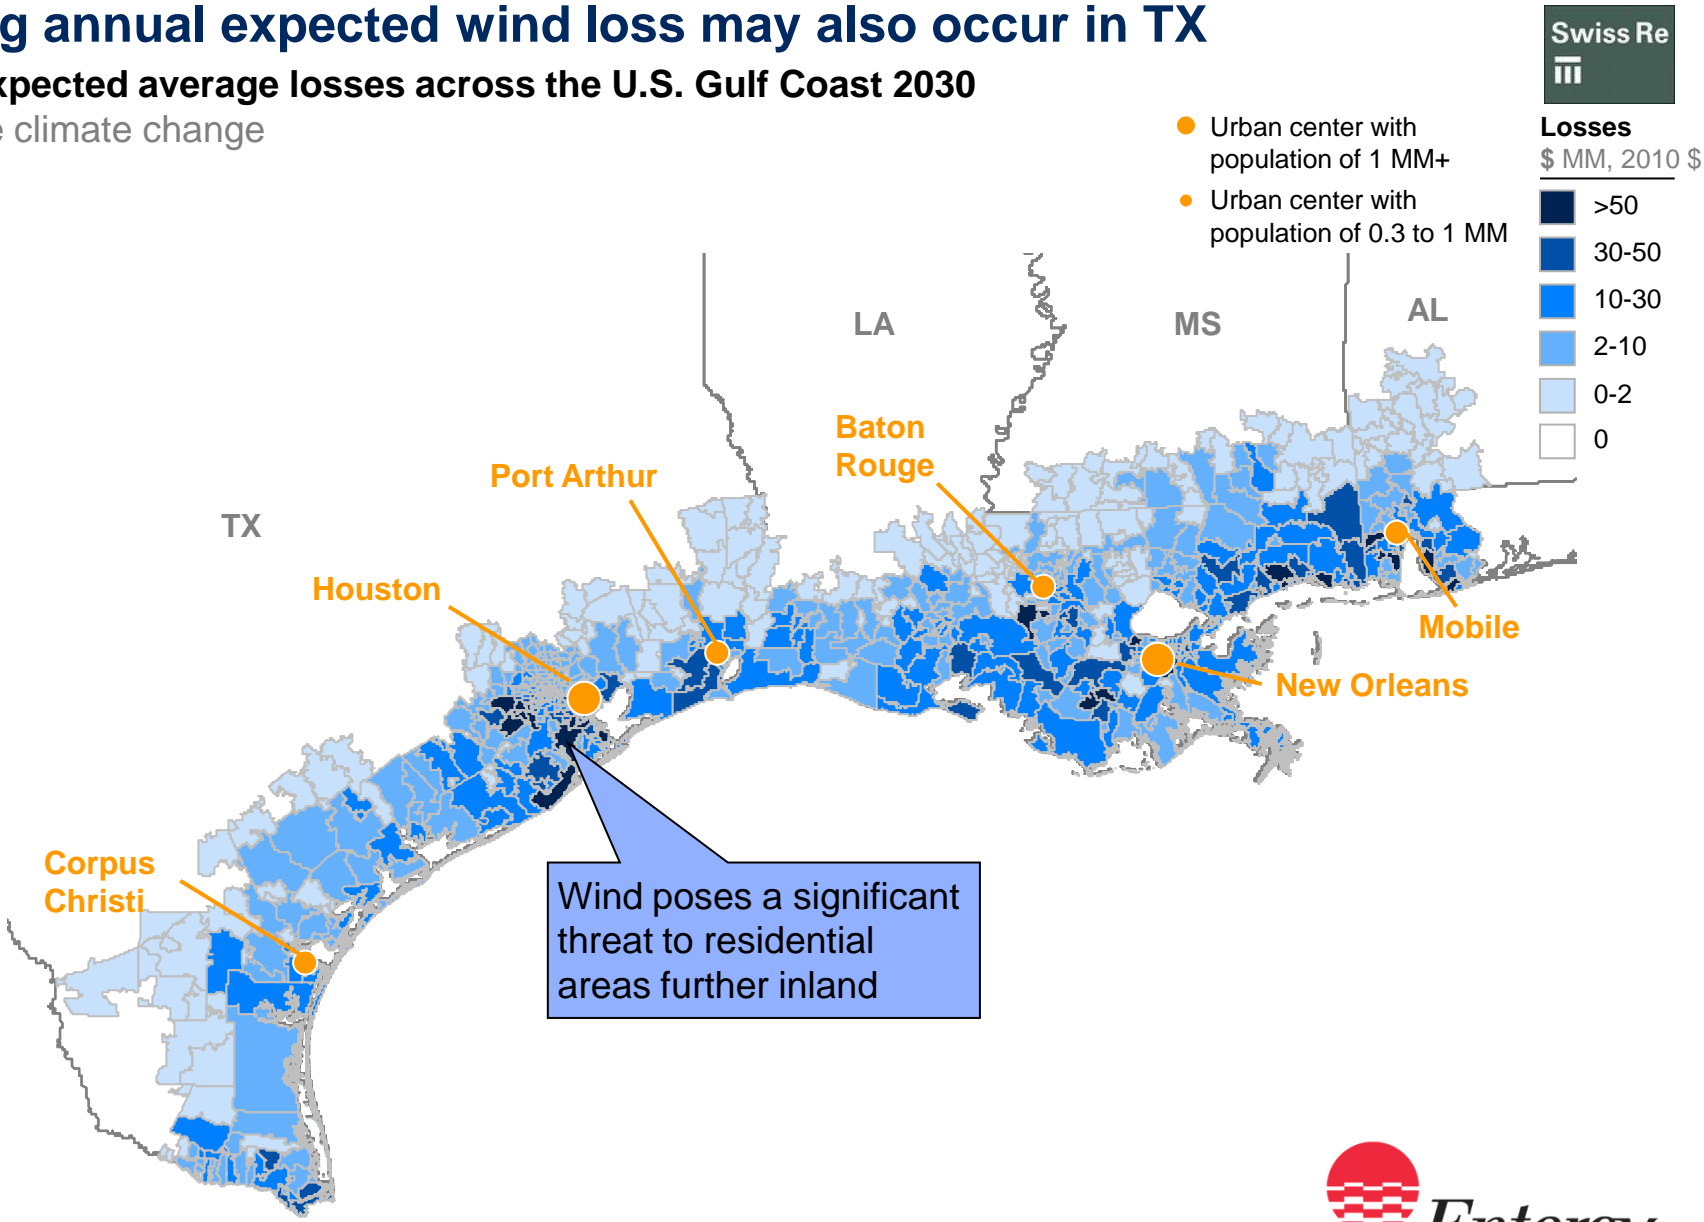 g annual expected wind loss may also occur in TX
xpected average losses across the U.S. Gulf Coast 2030
e climate change
Swiss Re
Urban center with
population of 1 MM+
Urban center with
population of 0.3 to 1 MM
Losses
$ MM, 2010 $
>50
30-50
10-30
2-10
0-2
0
LA
MS
AL
TX
Baton
Rouge
Port Arthur
Houston
Mobile
New Orleans
Corpus
Christi
Wind poses a significant
threat to residential
areas further inland
Entergy